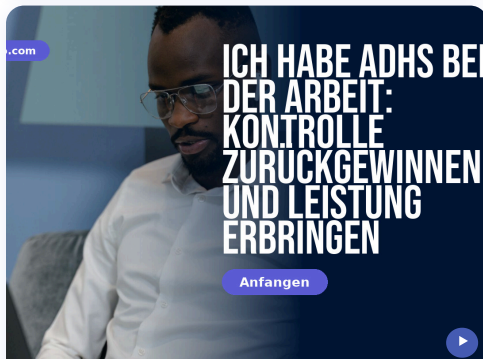 .com
ICH HABE ADHS BEI
DER ARBEIT:
KONTROLLE
ZURÜCKGEWINNEN
UND LEISTUNG
ERBRINGEN
Anfangen